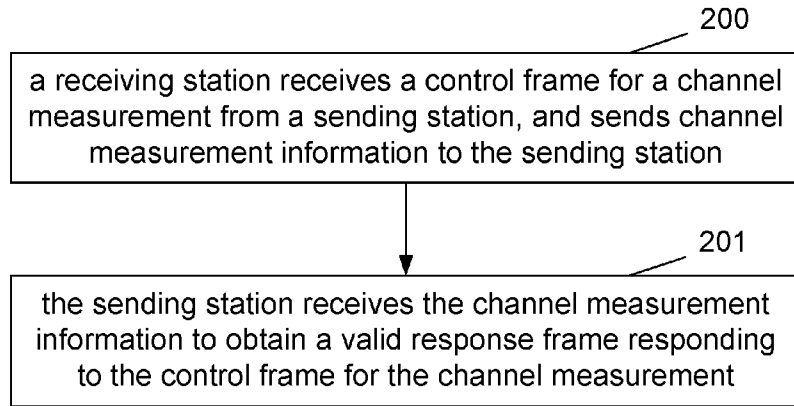 200
a receiving station receives a control frame for a channel
measurement from a sending station, and sends channel
measurement information to the sending station
201
the sending station receives the channel measurement
information to obtain a valid response frame responding
to the control frame for the channel measurement